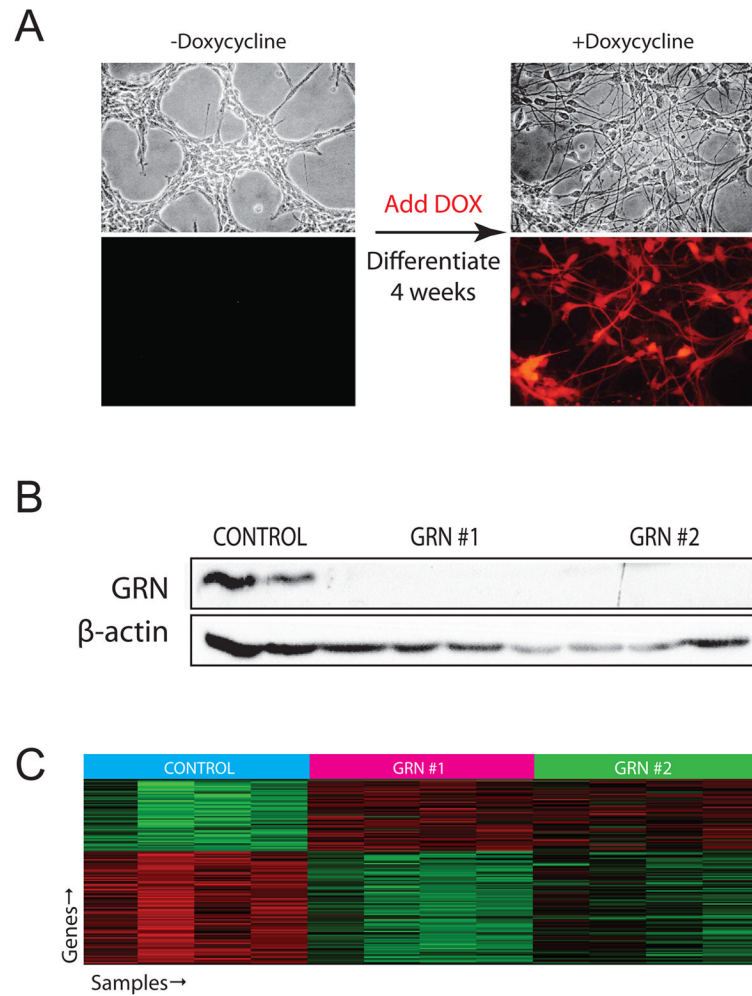 A
-Doxycycline
+Doxycycline
Add DOX
Differentiate
4 weeks
B
CONTROL GRN #1 GRN #2
GRN
β-actin
C
CONTROL GRN #1 GRN #2
Genes→
Samples→